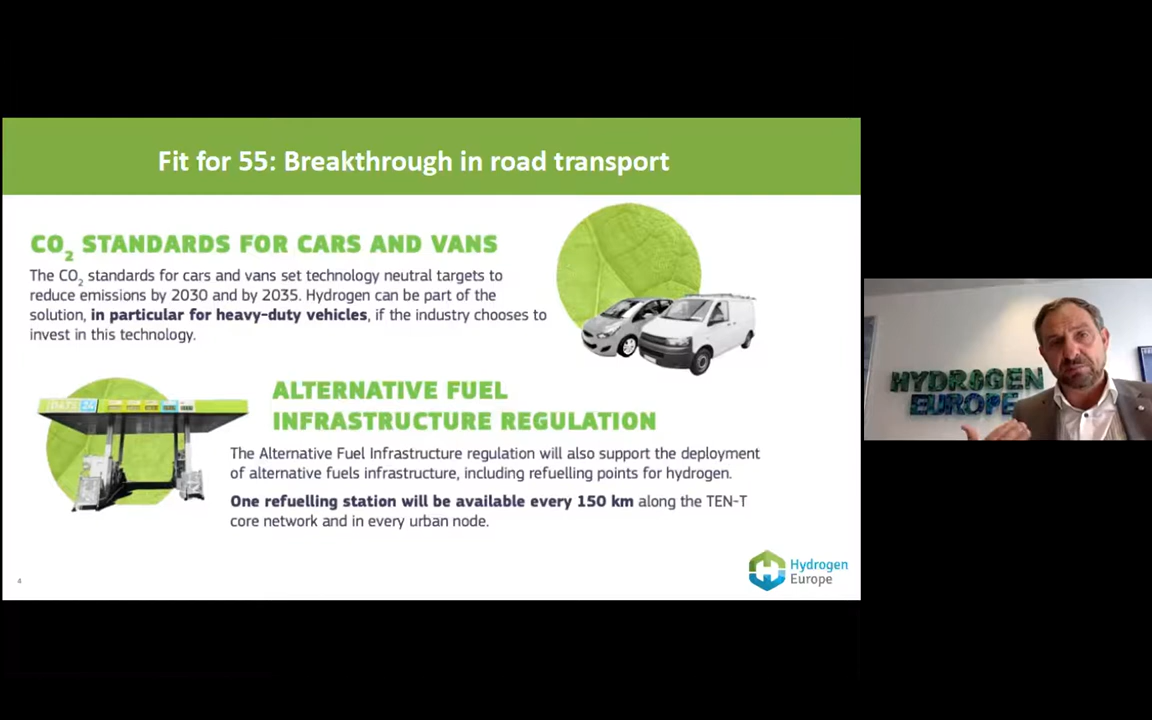 Fit for 55: Breakthrough in road transport
CO2 STANDARDS FOR CARS AND VANS
The CO2 standards for cars and vans set technology neutral targets to
reduce emissions by 2030 and by 2035. Hydrogen can be part of the
solution, in particular for heavy-duty vehicles, if the industry chooses to
invest in this technology.
ALTERNATIVE FUEL
INFRASTRUCTURE REGULATION
The Alternative Fuel Infrastructure regulation will also support the deployment
of alternative fuels infrastructure, including refuelling points for hydrogen.
One refuelling station will be available every 150 km along the TEN-T
core network and in every urban node.
4
Hydrogen
Europe
HYDROGEN
EUROPE